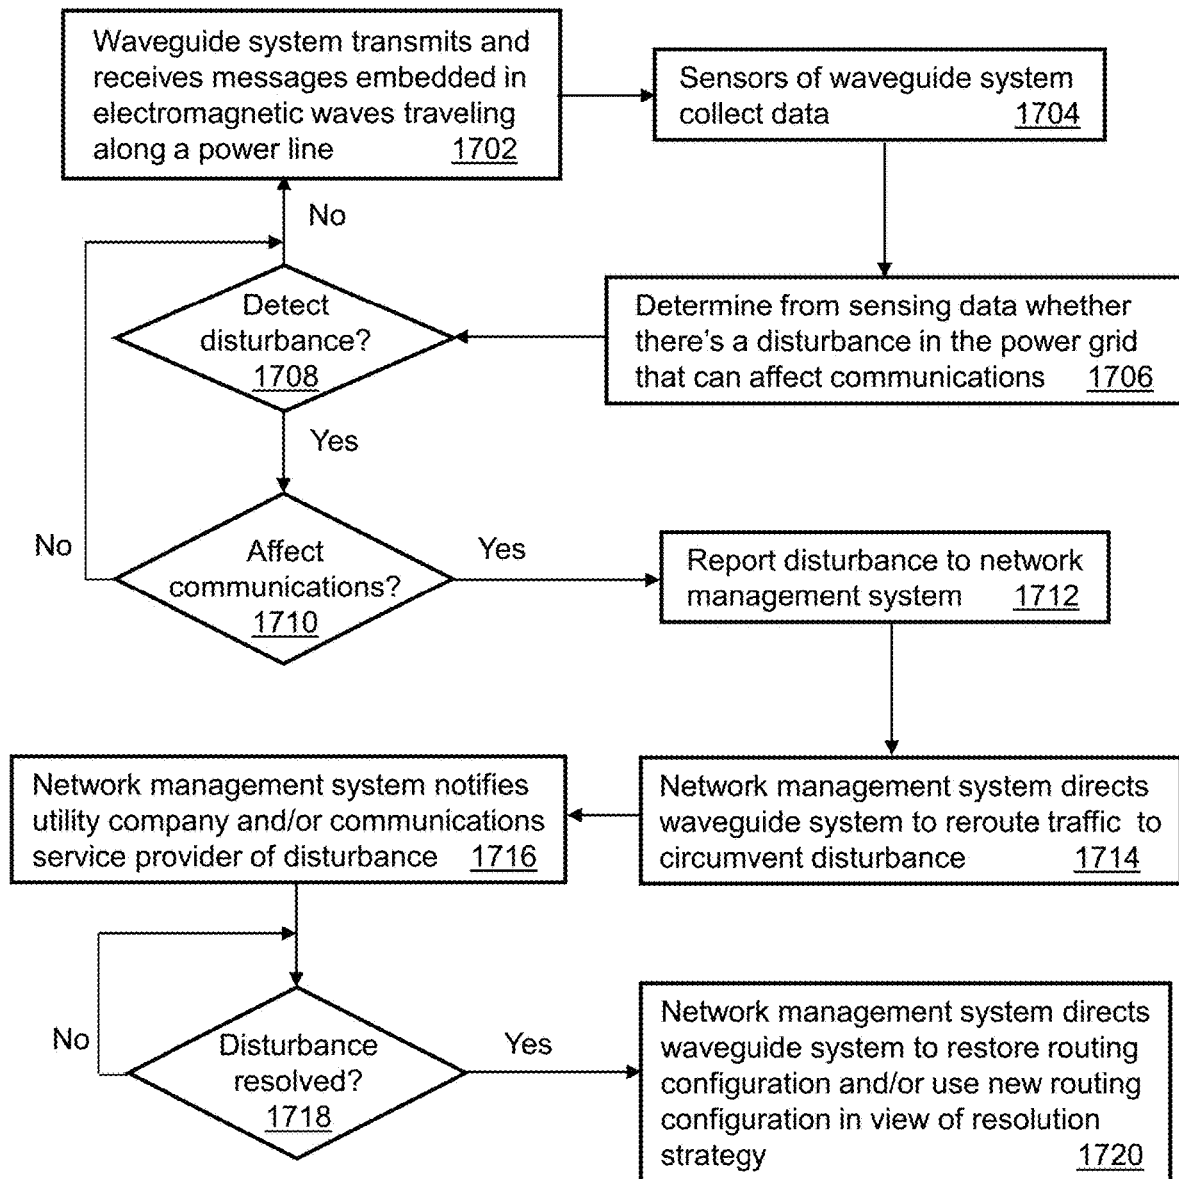 Waveguide system transmits and
receives messages embedded in
electromagnetic waves traveling
along a power line 1702
Sensors of waveguide system
collect data 1704
No
Detect
disturbance?
1708
Determine from sensing data whether
there's a disturbance in the power grid
that can affect communications 1706
Yes
No
Affect
communications?
1710
Yes
Report disturbance to network
management system 1712
Network management system notifies
utility company and/or communications
service provider of disturbance 1716
Network management system directs
waveguide system to reroute traffic to
circumvent disturbance 1714
No
Disturbance
resolved?
1718
Yes
Network management system directs
waveguide system to restore routing
configuration and/or use new routing
configuration in view of resolution
strategy 1720